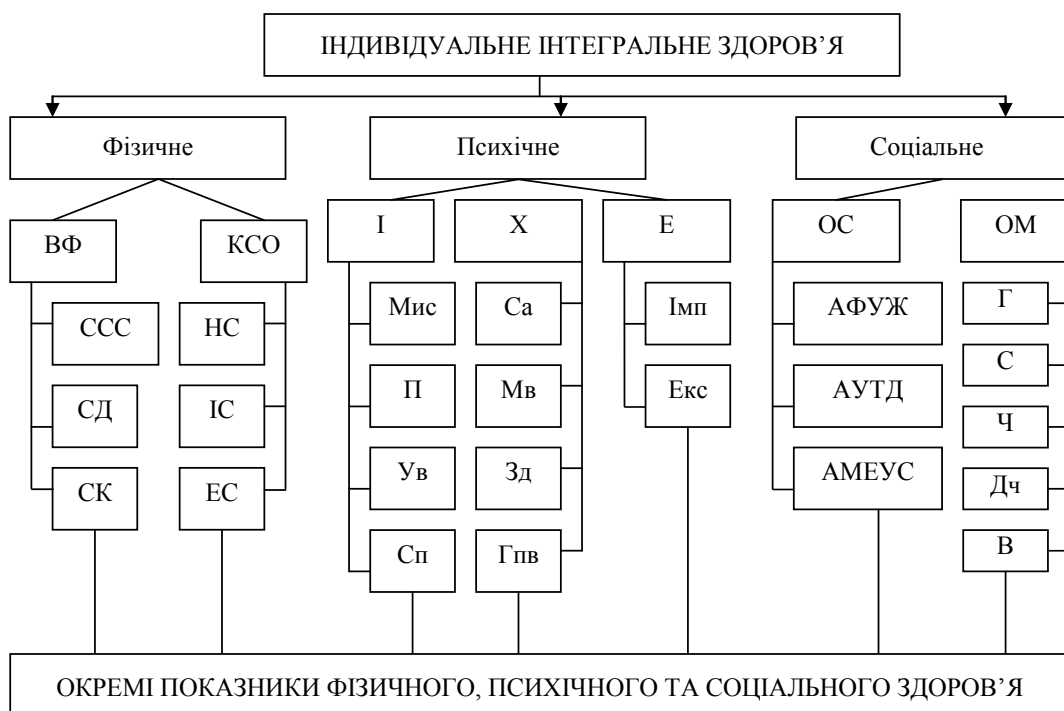 ІНДИВІДУАЛЬНЕ ІНТЕГРАЛЬНЕ ЗДОРОВ’Я
Фізичне
Психічне
Соціальне
ВФ
КСО
І
Х
Е
ОС
ОМ
ССС
НС
Мис
Са
Імп
АФУЖ
Г
С
СД
ІС
П
Мв
Екс
АУТД
Ч
СК
ЕС
Ув
Зд
АМЕУС
Дч
Сп
Гпв
В
ОКРЕМІ ПОКАЗНИКИ ФІЗИЧНОГО, ПСИХІЧНОГО ТА СОЦІАЛЬНОГО ЗДОРОВ’Я